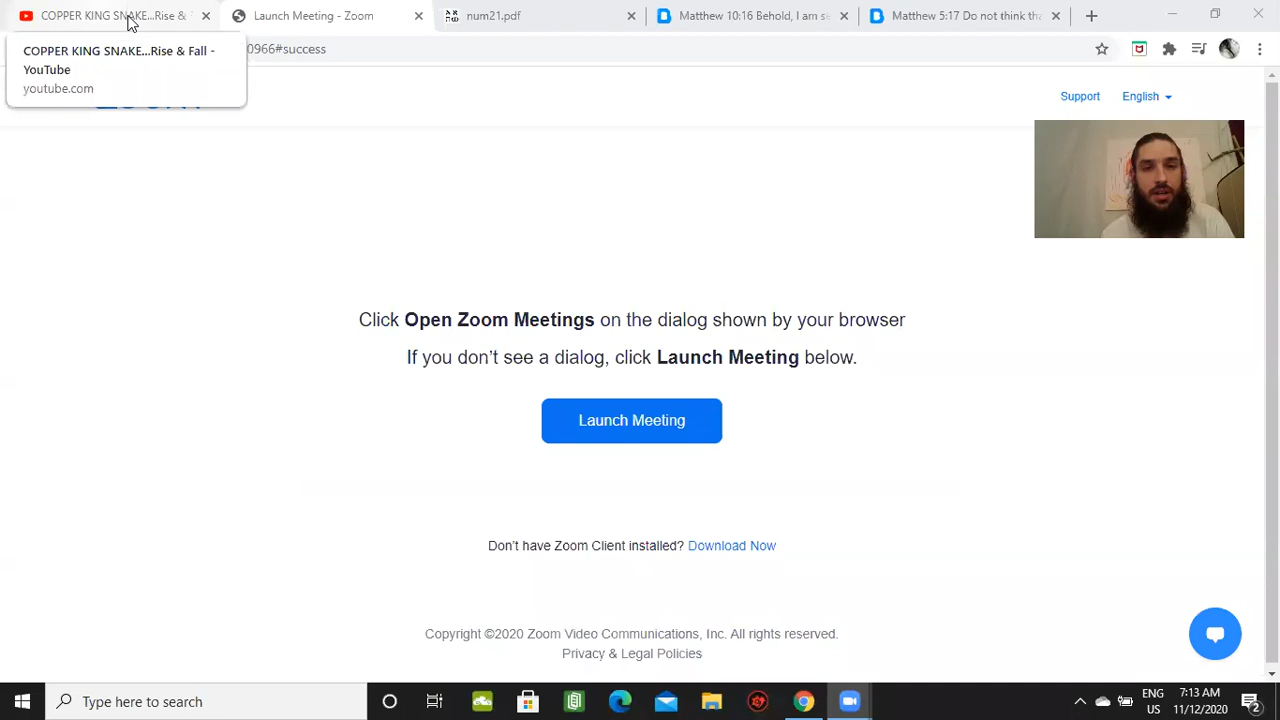 COPPER KING SNAKE...Rise &
Launch Meeting - Zoom
num21.pdf
Matthew 10:16 Behold, I am se
Matthew 5:17 Do not think tha
COPPER KING SNAKE...Rise & Fall -
YouTube
youtube.com
0966#success
Support
English
Click Open Zoom Meetings on the dialog shown by your browser
If you don't see a dialog, click Launch Meeting below.
Launch Meeting
Don't have Zoom Client installed? Download Now
Copyright ©2020 Zoom Video Communications, Inc. All rights reserved.
Privacy & Legal Policies
Type here to search
ENG
US
7:13 AM
11/12/2020
2